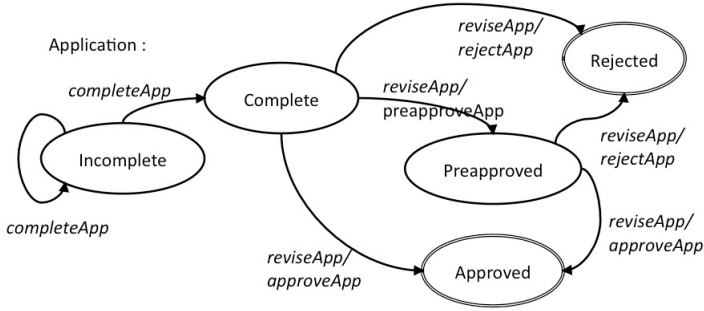 Application :
reviseApp/
rejectApp
Rejected
completeApp
Complete
reviseApp/
preapproveApp
Incomplete
Preapproved
reviseApp/
rejectApp
completeApp
reviseApp/
approveApp
Approved
reviseApp/
approveApp